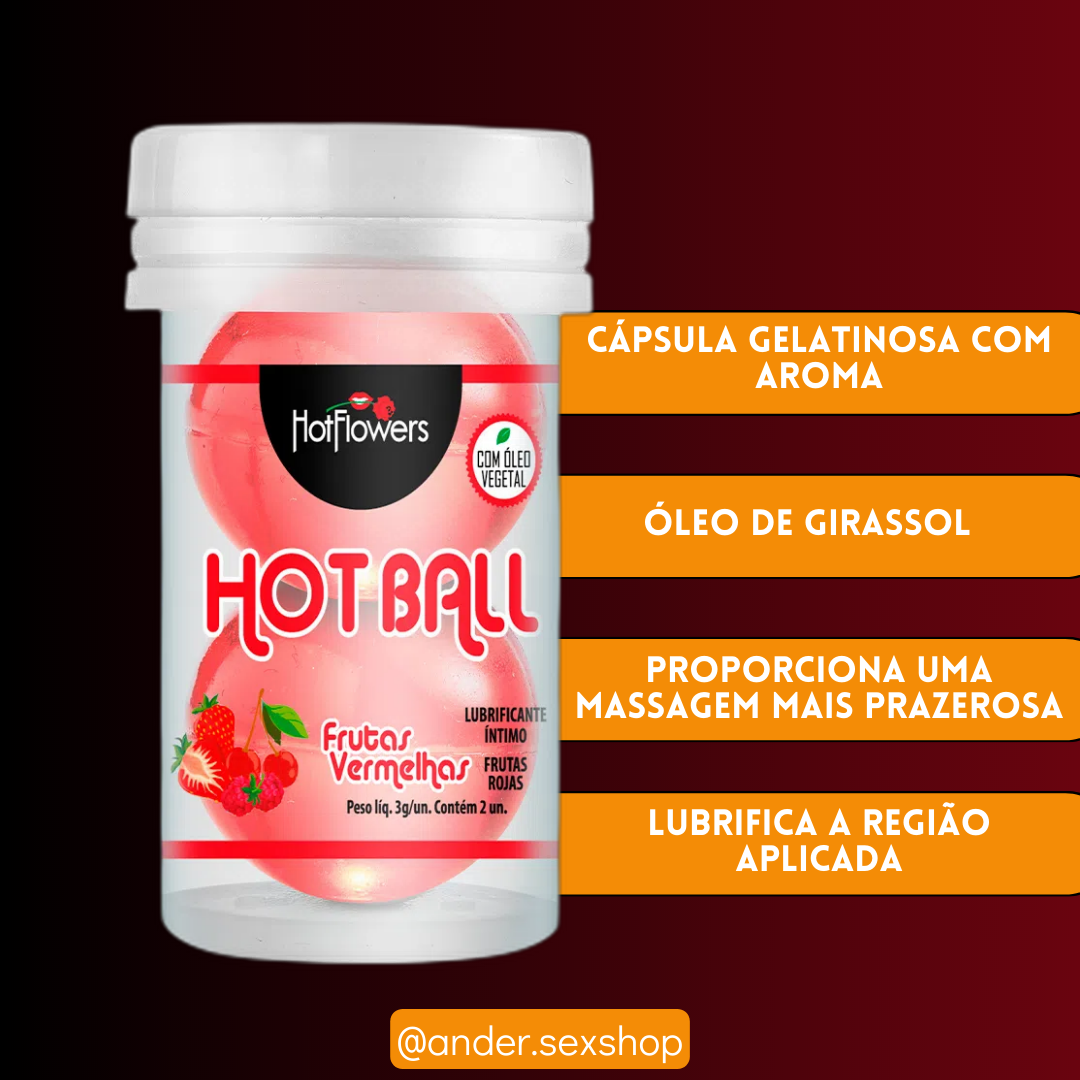 HotFlowers
COM ÓLEO
VEGETAL
HOT BALL
LUBRIFICANTE
ÍNTIMO
Frutas
Vermelhas
FRUTAS
ROJAS
Peso líq. 3g/un. Contém 2 un.
CÁPSULA GELATINOSA COM
AROMA
ÓLEO DE GIRASSOL
PROPORCIONA UMA
MASSAGEM MAIS PRAZEROSA
LUBRIFICA A REGIÃO
APLICADA
@ander.sexshop